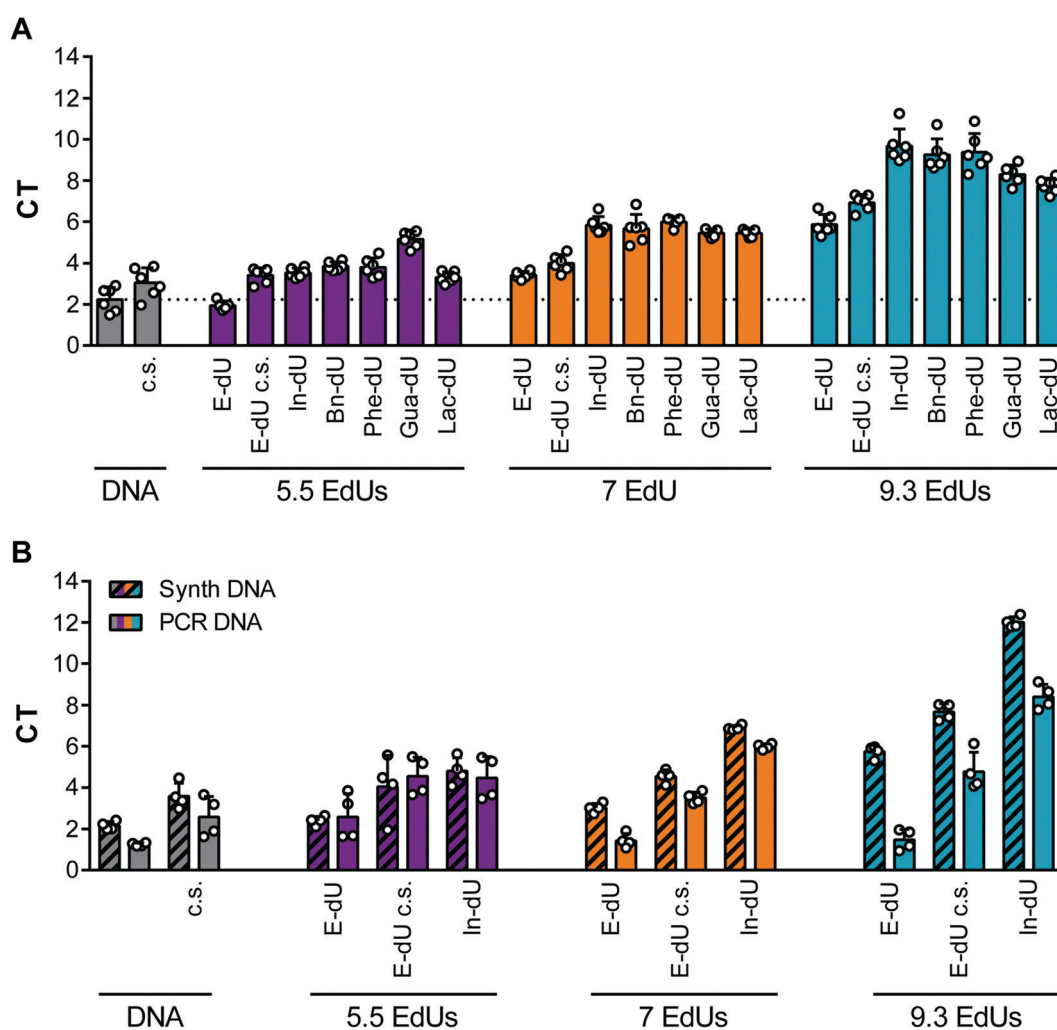 A
14
12
10
8
6
4
2
0
CT
c.s.
E-dU
E-dU c.s.
In-dU
Bn-dU
Phe-dU
Gua-dU
Lac-dU
E-dU
E-dU c.s.
In-dU
Bn-dU
Phe-dU
Gua-dU
Lac-dU
E-dU
E-dU c.s.
In-dU
Bn-dU
Phe-dU
Gua-dU
Lac-dU
DNA
5.5 EdUs
7 EdU
9.3 EdUs
B
14
12
10
8
6
4
2
0
CT
Synth DNA
PCR DNA
c.s.
E-dU
E-dU c.s.
In-dU
E-dU
E-dU c.s.
In-dU
E-dU
E-dU c.s.
In-dU
DNA
5.5 EdUs
7 EdUs
9.3 EdUs